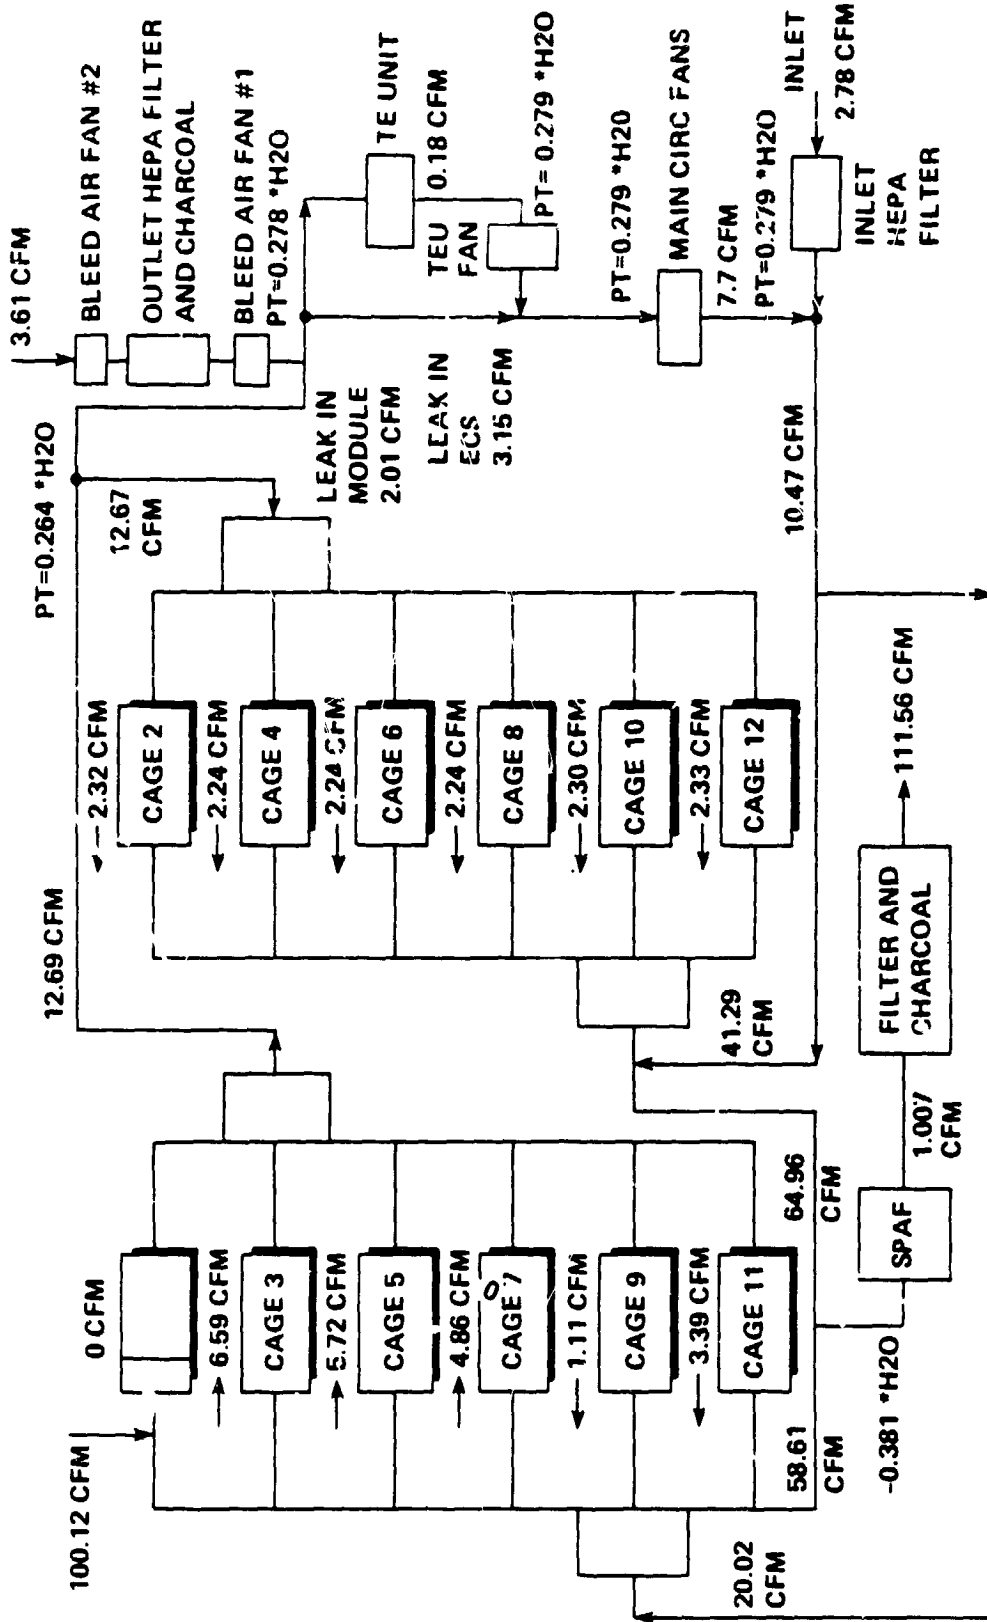 3.61 CFM
BLEED AIR FAN #2
OUTLET HEPA FILTER
AND CHARCOAL
BLEED AIR FAN #1
PT=0.278 "H2O
TE UNIT
TEU 0.18 CFM
FAN
PT=0.279 "H2O
PT=0.279 "H20
MAIN CIRC FANS
7.7 CFM
PT=0.279 "H2O
INLET
2.78 CFM
INLET
HEPA
FILTER
PT=0.264 "H2O
12.67
CFM
LEAK IN
MODULE
2.01 CFM
LEAK IN
ECS
3.15 CFM
10.47 CFM
12.69 CFM
2.32 CFM
CAGE 2
2.24 CFM
CAGE 4
2.24 CFM
CAGE 6
2.24 CFM
CAGE 8
2.30 CFM
CAGE 10
2.33 CFM
CAGE 12
41.29
CFM
111.56 CFM
FILTER AND
CHARCOAL
1.007
CFM
SPAF
100.12 CFM
0 CFM
6.59 CFM
CAGE 3
5.72 CFM
CAGE 5
4.86 CFM
CAGE 7
0
1.11 CFM
CAGE 9
3.39 CFM
CAGE 11
64.96
CFM
58.61
CFM
-0.381 "H2O
20.02
CFM